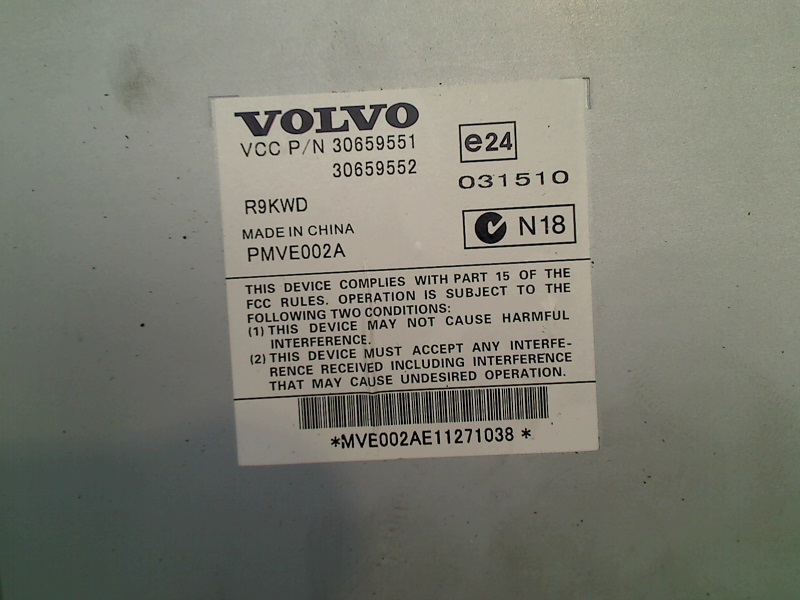 VOLVO
VCC P/N 30659551
30659552
e24
031510
R9KWD
MADE IN CHINA
PMVE002A
N18
THIS DEVICE COMPLIES WITH PART 15 OF THE
FCC RULES. OPERATION IS SUBJECT TO THE
FOLLOWING TWO CONDITIONS:
(1) THIS DEVICE MAY NOT CAUSE HARMFUL
INTERFERENCE.
(2) THIS DEVICE MUST ACCEPT ANY INTERFE-
RENCE RECEIVED INCLUDING INTERFERENCE
THAT MAY CAUSE UNDESIRED OPERATION.
*MVE002AE11271038*